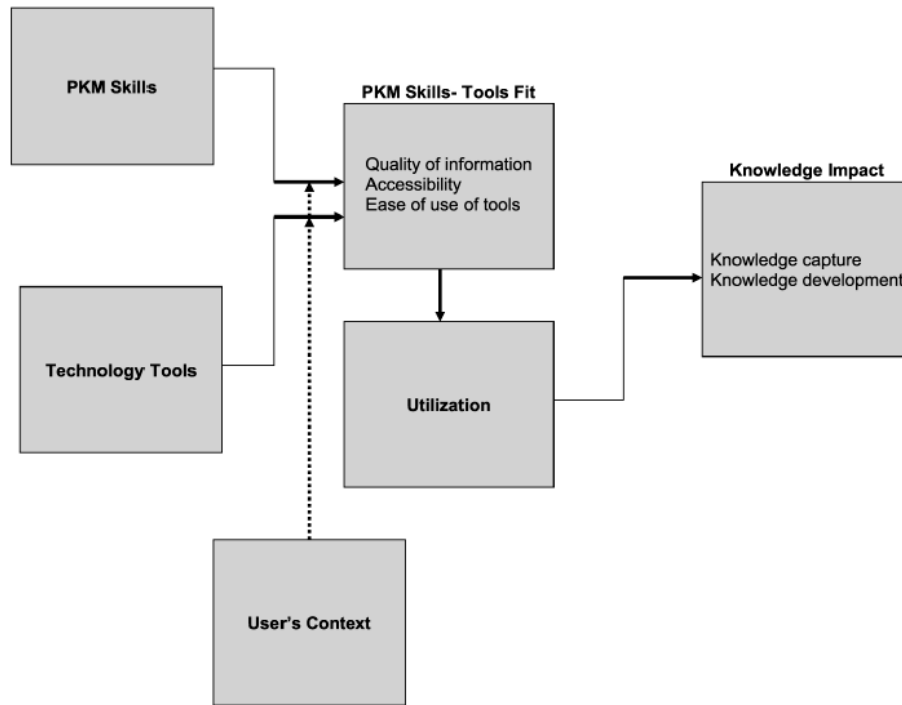 PKM Skills
PKM Skills- Tools Fit
Quality of information
Accessibility
Ease of use of tools
Knowledge Impact
Knowledge capture
Knowledge development
Technology Tools
Utilization
User's Context